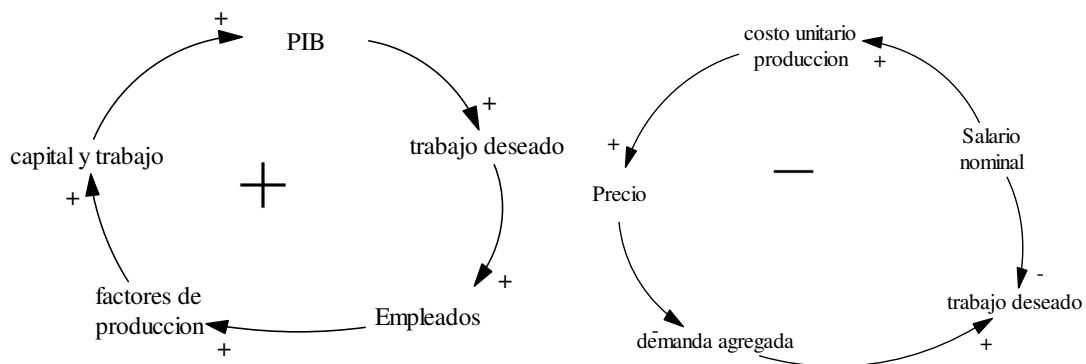 +
PIB
+
trabajo deseado
+
Empleados
+
factores de
produccion
+
capital y trabajo
+
costo unitario
produccion
+
Salario
nominal
+
Precio
-
demanda agregada
+
trabajo deseado
-
−